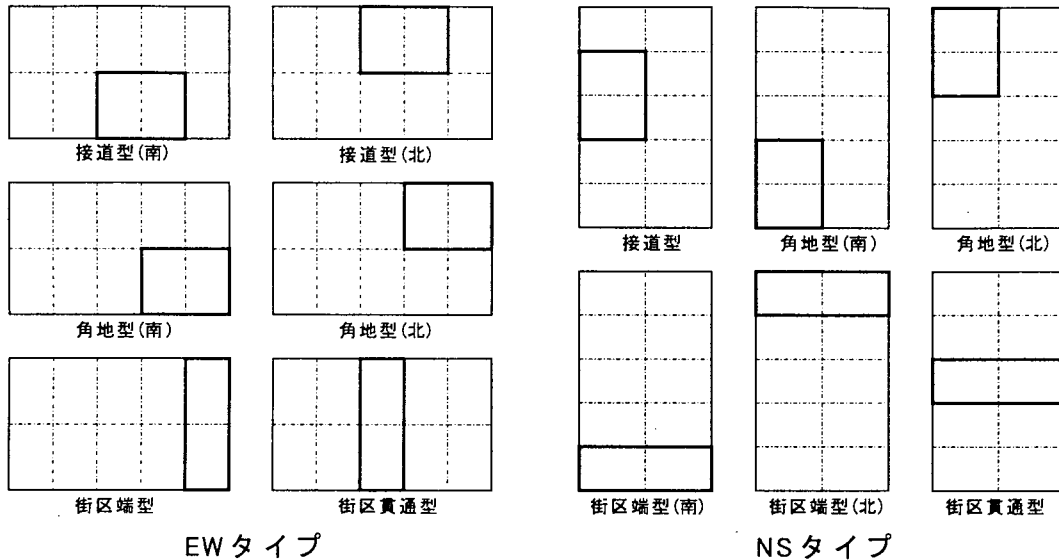 接道型(南)
接道型(北)
角地型(南)
角地型(北)
街区端型
街区貫通型
EWタイプ
接道型
角地型(南)
角地型(北)
街区端型(南)
街区端型(北)
街区貫通型
NSタイプ